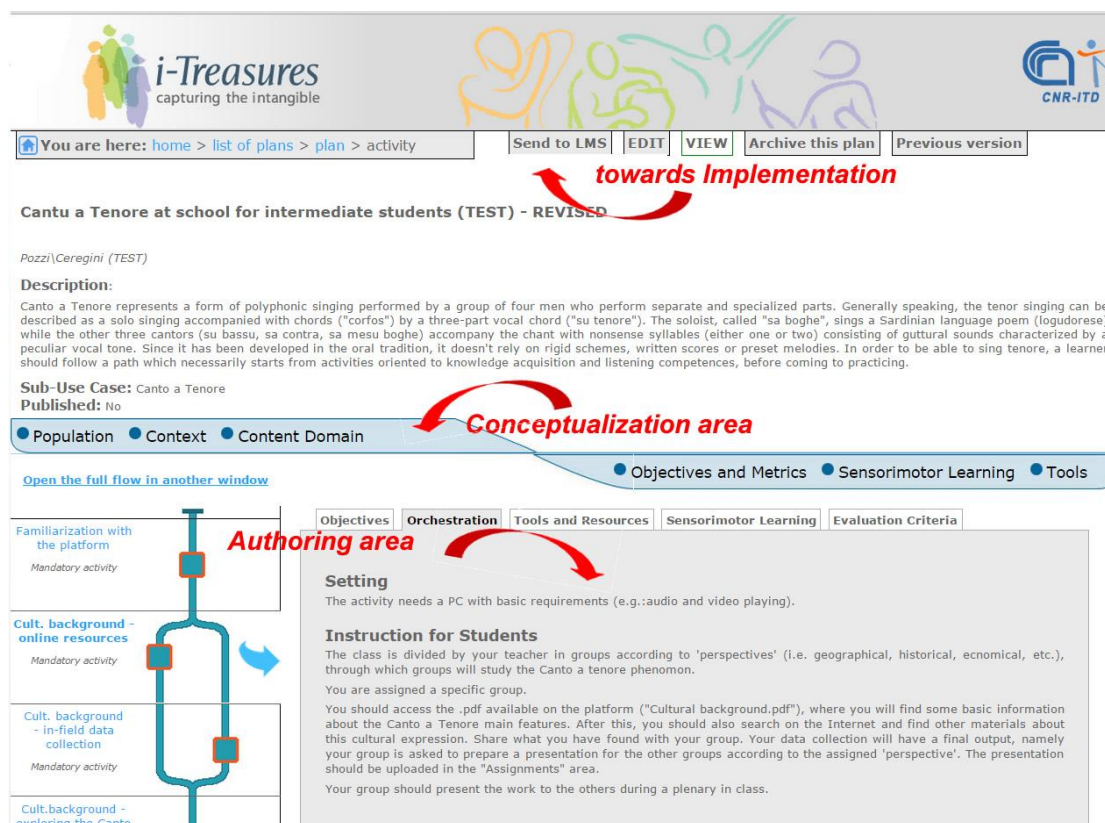 i-Treasures
capturing the intangible
CNR-ITD
You are here: home > list of plans > plan > activity
Send to LMS
EDIT
VIEW
Archive this plan
Previous version
towards Implementation
Cantu a Tenore at school for intermediate students (TEST) - REVISED
Pozzi\Ceregini (TEST)
Description:
Canto a Tenore represents a form of polyphonic singing performed by a group of four men who perform separate and specialized parts. Generally speaking, the tenor singing can be
described as a solo singing accompanied with chords ("corfos") by a three-part vocal chord ("su tenore"). The soloist, called "sa boghe", sings a Sardinian language poem (logudorese)
while the other three cantors (su bassu, sa contra, sa mesu boghe) accompany the chant with nonsense syllables (either one or two) consisting of guttural sounds characterized by a
peculiar vocal tone. Since it has been developed in the oral tradition, it doesn't rely on rigid schemes, written scores or preset melodies. In order to be able to sing tenore, a learner
should follow a path which necessarily starts from activities oriented to knowledge acquisition and listening competences, before coming to practicing.
Sub-Use Case: Canto a Tenore
Published: No
Conceptualization area
Population
Context
Content Domain
Objectives and Metrics
Sensorimotor Learning
Tools
Open the full flow in another window
Objectives
Orchestration
Tools and Resources
Sensorimotor Learning
Evaluation Criteria
Authoring area
Familiarization with
the platform
Mandatory activity
Cult. background -
online resources
Mandatory activity
Cult. background
- in-field data
collection
Mandatory activity
Cult.background -
exploring the Canto
Setting
The activity needs a PC with basic requirements (e.g.:audio and video playing).
Instruction for Students
The class is divided by your teacher in groups according to 'perspectives' (i.e. geographical, historical, ecnomical, etc.),
through which groups will study the Canto a tenore phenomon.
You are assigned a specific group.
You should access the .pdf available on the platform ("Cultural background.pdf"), where you will find some basic information
about the Canto a Tenore main features. After this, you should also search on the Internet and find other materials about
this cultural expression. Share what you have found with your group. Your data collection will have a final output, namely
your group is asked to prepare a presentation for the other groups according to the assigned 'perspective'. The presentation
should be uploaded in the "Assignments" area.
Your group should present the work to the others during a plenary in class.